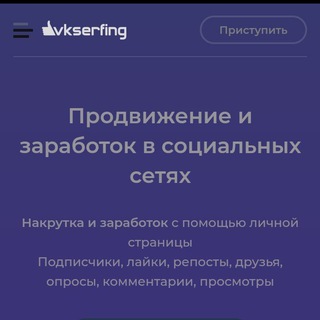 vkserfing
Приступить
Продвижение и
заработок в социальных
сетях
Накрутка и заработок с помощью личной
страницы
Подписчики, лайки, репосты, друзья,
опросы, комментарии, просмотры